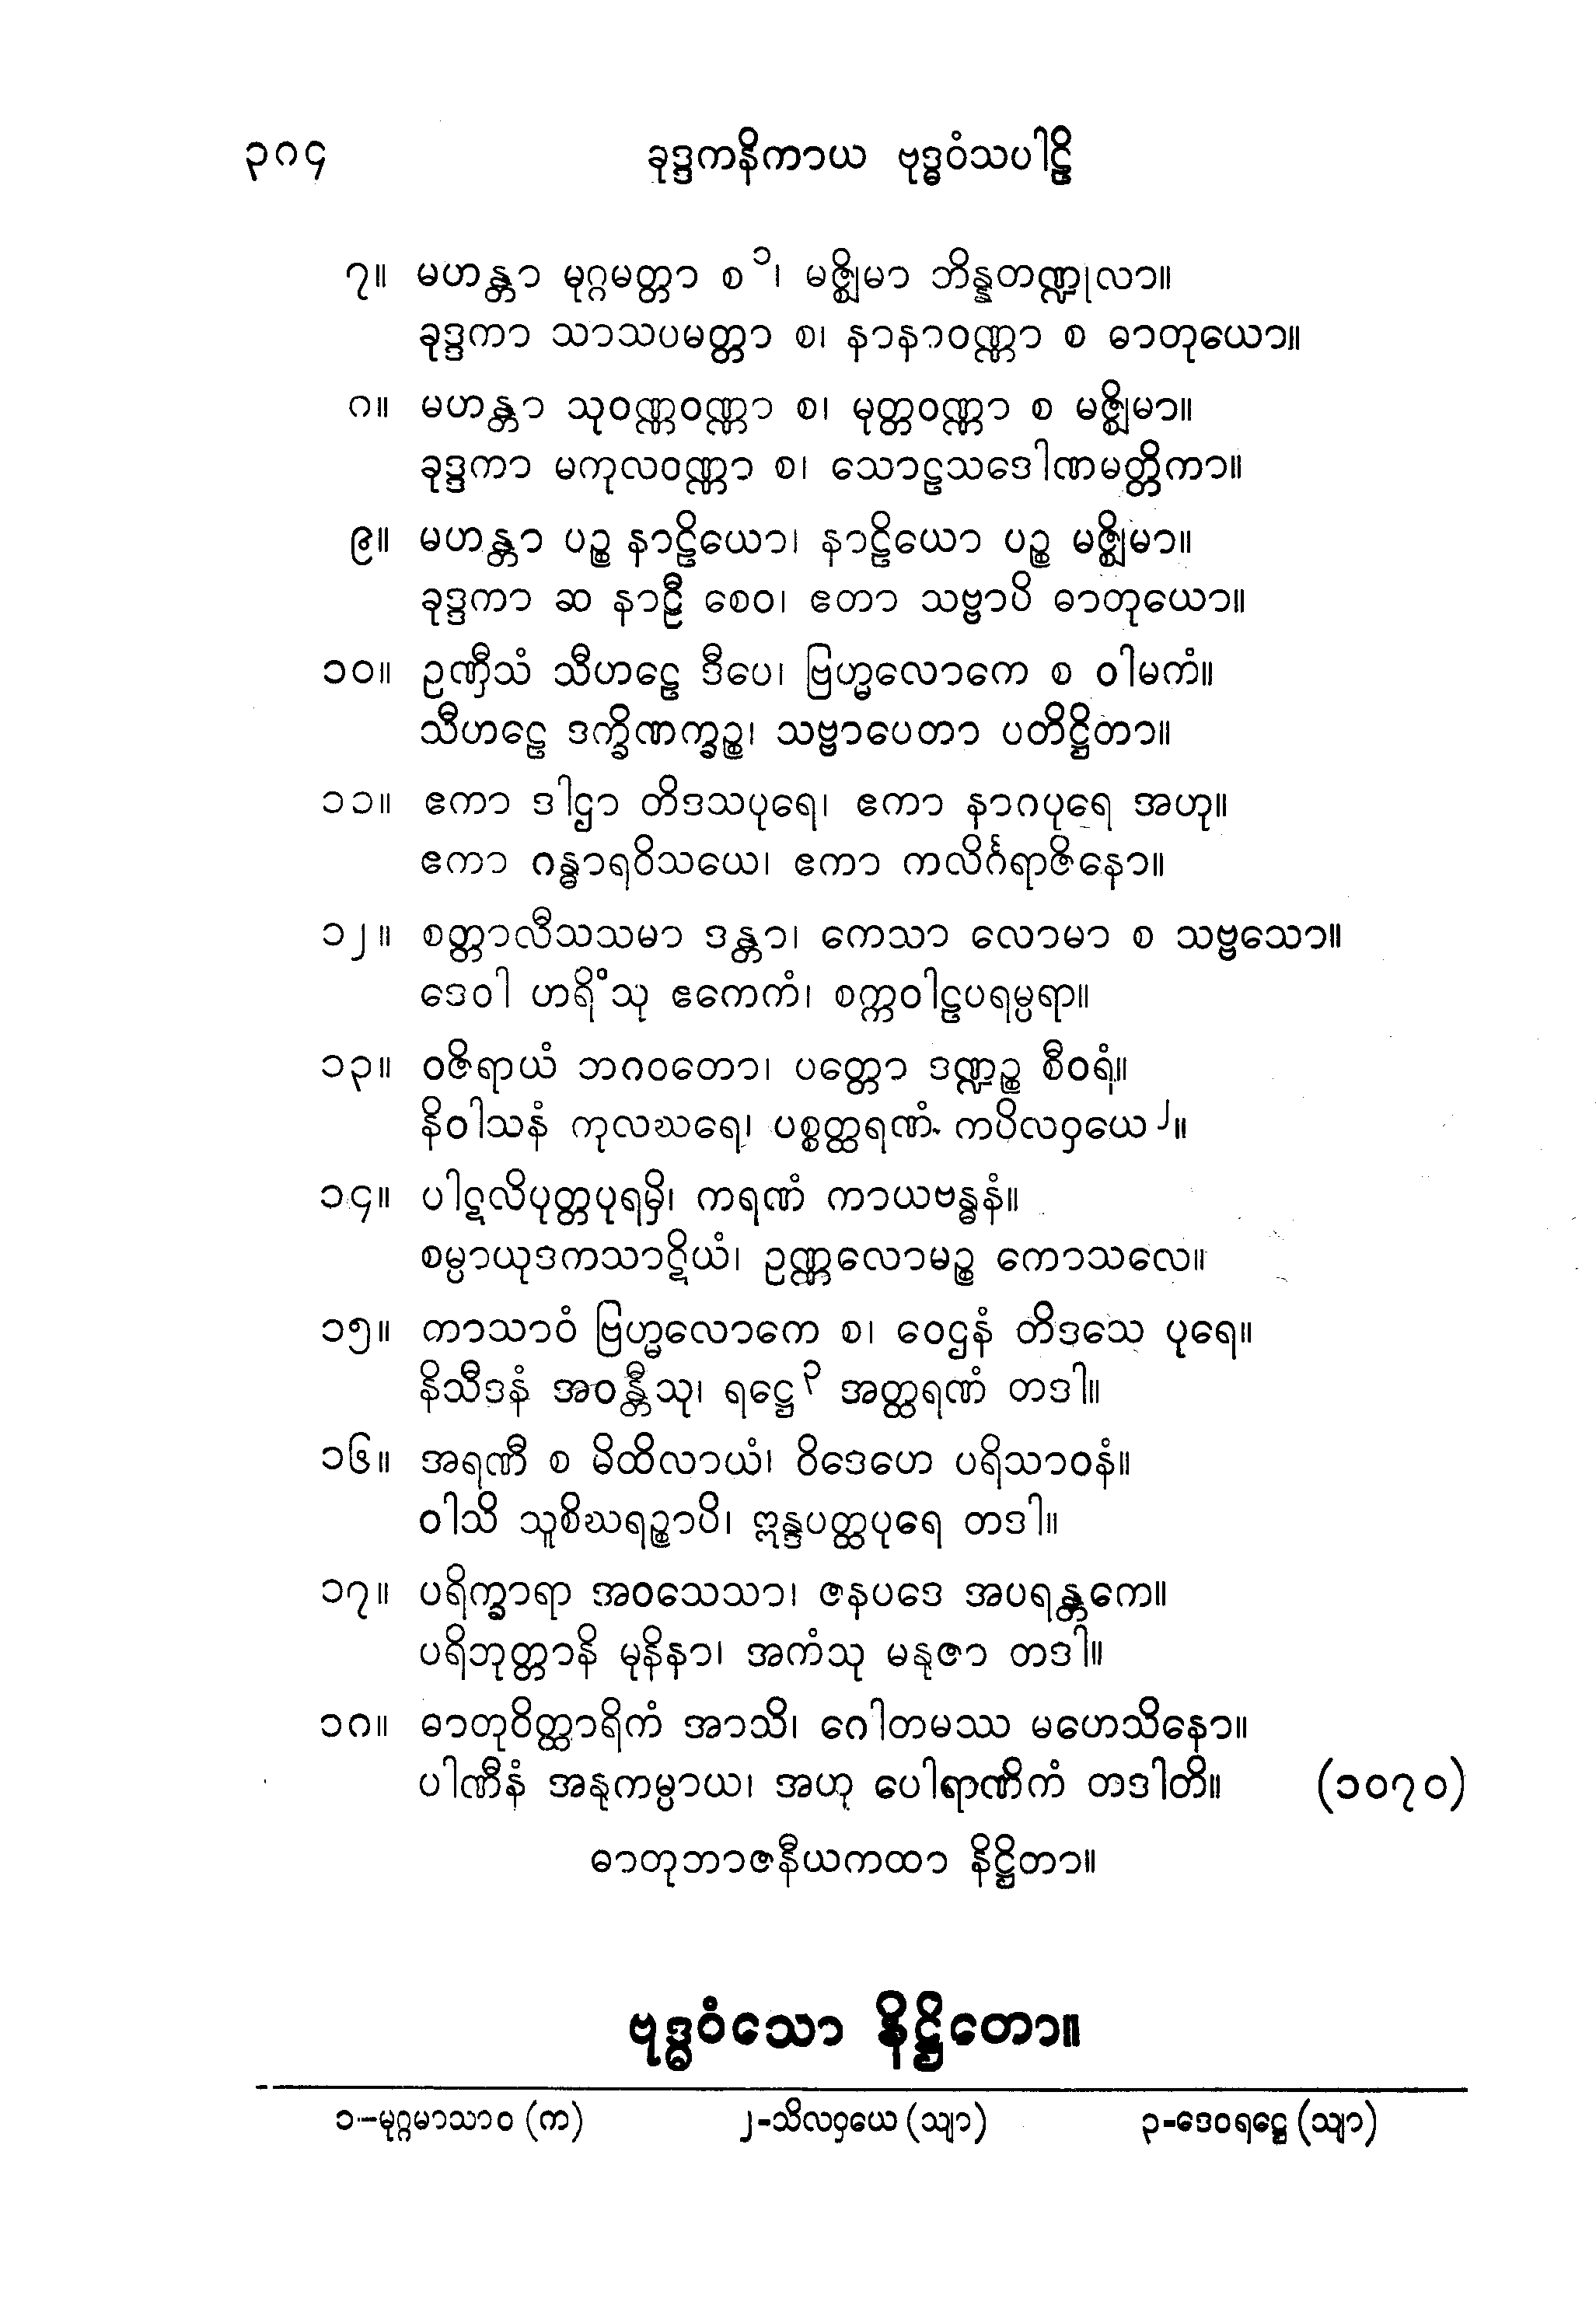 ၃၈၄ ခုဒ္ဒကနိကာယ ဗုဒ္ဓဝံသပါဠိ
၇။ မဟန္တာ မုဂ္ဂမတ္တာ စ ၁၊ မဇ္ဈိမာ ဘိန္နတဏ္ဍုလာ။
ခုဒ္ဒကာ သာသပမတ္တာ စ၊ နာနာဝဏ္ဏာ စ ဓာတုယော။
၈။ မဟန္တာ သုဝဏ္ဏဝဏ္ဏာ စ၊ မုတ္တဝဏ္ဏာ စ မဇ္ဈိမာ။
ခုဒ္ဒကာ မကုလဝဏ္ဏာ စ၊ သောဠသဒေါဏမတ္တိကာ။
၉။ မဟန္တာ ပဉ္စ နာဠိယော၊ နာဠိယော ပဉ္စ မဇ္ဈိမာ။
ခုဒ္ဒကာ ဆ နာဠီ စေဝ၊ ဧတာ သဗ္ဗာပိ ဓာတုယော။
၁၀။ ဥဏှီသံ သီဟဠေ ဒီပေ၊ ဗြဟ္မလောကေ စ ဝါမကံ။
သီဟဠေ ဒက္ခိဏက္ခဉ္စ၊ သဗ္ဗာပေတာ ပတိဋ္ဌိတာ။
၁၁။ ဧကာ ဒါဌာ တိဒသပုရေ၊ ဧကာ နာဂပုရေ အဟု။
ဧကာ ဂန္ဓာရဝိသယေ၊ ဧကာ ကလိင်္ဂရာဇိနော။
၁၂။ စတ္တာလီသသမာ ဒန္တာ၊ ကေသာ လောမာ စ သဗ္ဗသော။
ဒေဝါ ဟရိံသု ဧကေကံ၊ စက္ကဝါဠပရမ္ပရာ။
၁၃။ ဝဇိရာယံ ဘဂဝတော၊ ပတ္တော ဒဏ္ဍဉ္စ စီဝရံ။
နိဝါသနံ ကုလဃရေ၊ ပစ္စတ္ထရဏံ ကပိလဝှယေ ၂။
၁၄။ ပါဋလိပုတ္တပုရမှိ၊ ကရဏံ ကာယဗန္ဓနံ။
စမ္ပာယုဒကသာဋိယံ၊ ဥဏ္ဏလောမဉ္စ ကောသလေ။
၁၅။ ကာသာဝံ ဗြဟ္မလောကေ စ၊ ဝေဌနံ တိဒသေ ပုရေ။
နိသီဒနံ အဝန္တီသု၊ ရဋ္ဌေ ၃ အတ္ထရဏံ တဒါ။
၁၆။ အရဏီ စ မိထိလာယံ၊ ဝိဒေဟေ ပရိသာဝနံ။
ဝါသိ သူစိဃရဉ္စာပိ၊ ဣန္ဒပတ္ထပုရေ တဒါ။
၁၇။ ပရိက္ခာရာ အဝသေသာ၊ ဇနပဒေ အပရန္တကေ။
ပရိဘုတ္တာနိ မုနိနာ၊ အကံသု မနုဇာ တဒါ။
၁၈။ ဓာတုဝိတ္ထာရိကံ အာသိ၊ ဂေါတမဿ မဟေသိနော။
ပါဏီနံ အနုကမ္ပာယ၊ အဟု ပေါရာဏိကံ တဒါတိ။ (၁၀၇၀)
ဓာတုဘာဇနီယကထာ နိဋ္ဌိတာ။
ဗုဒ္ဓဝံသော နိဋ္ဌိတော။
၁-မုဂ္ဂမာသာဝ (က) ၂-သိလဝှယေ (သျာ) ၃-ဒေဝရဋ္ဌေ (သျာ)